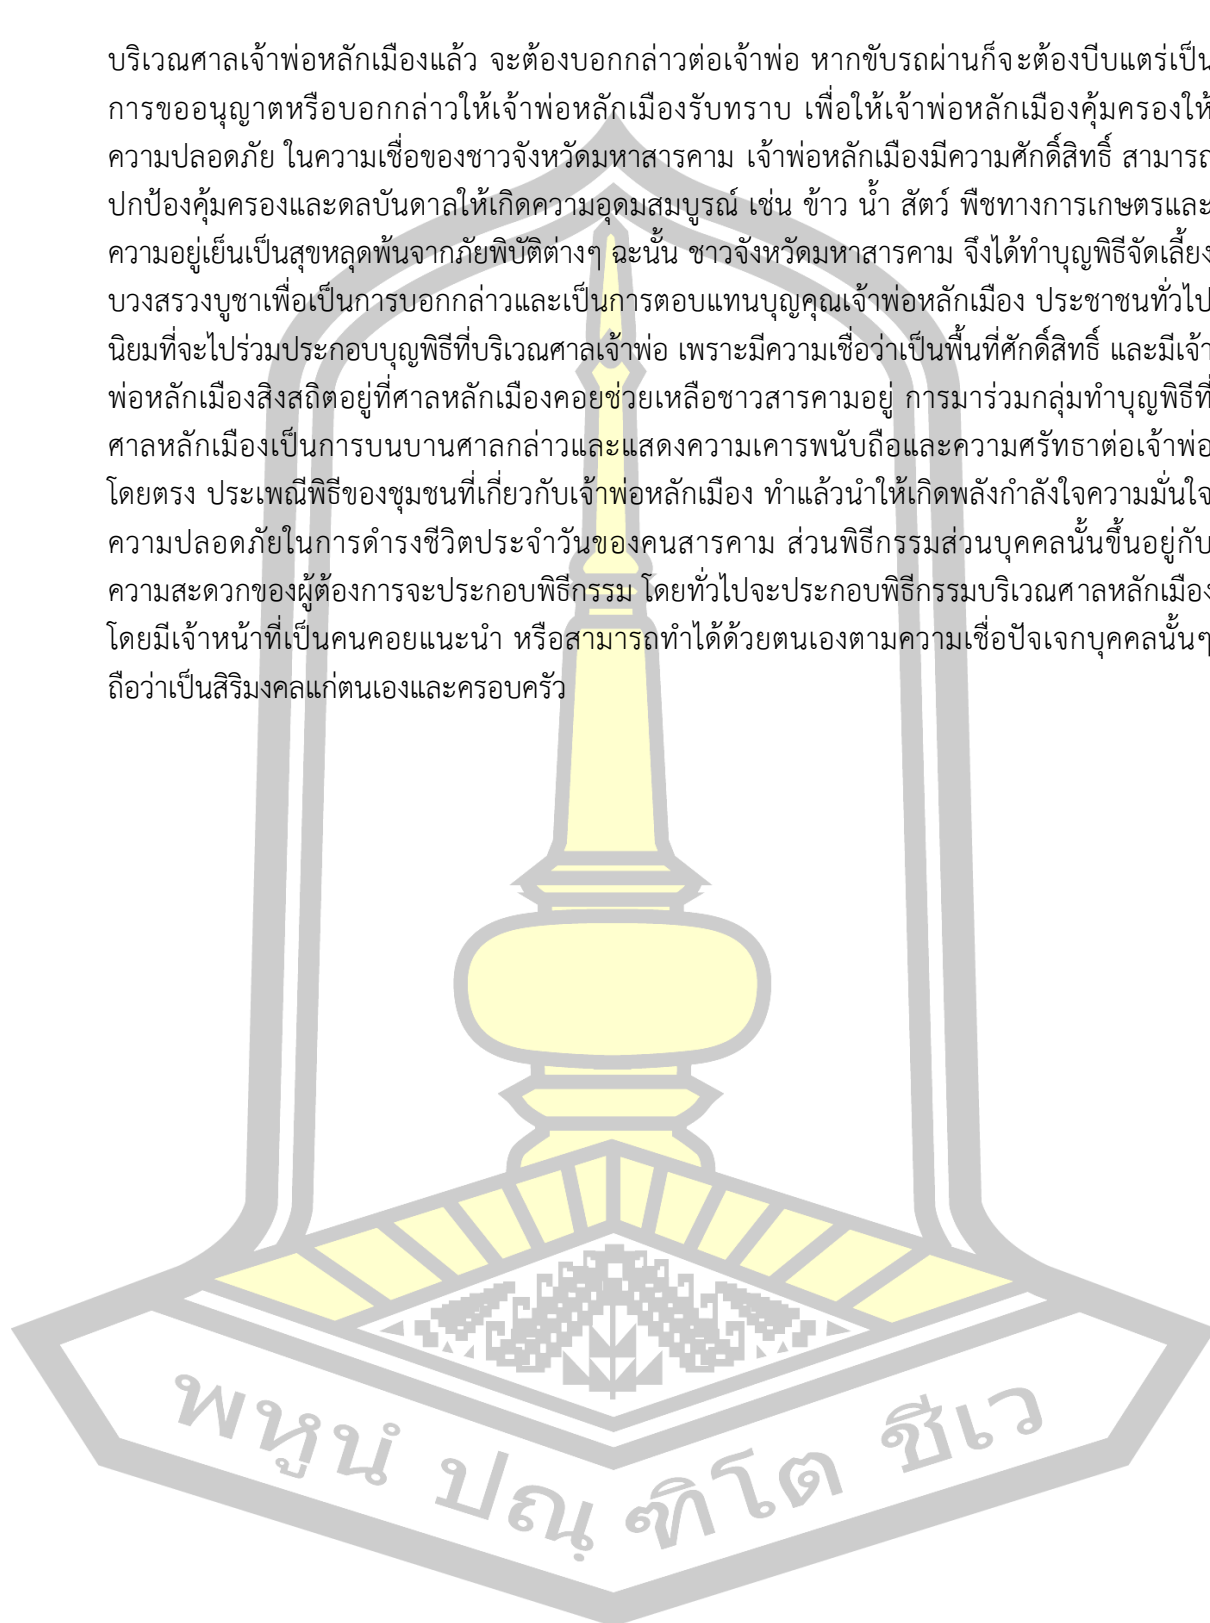 บริเวณศาลเจ้าพ่อหลักเมืองแล้ว จะต้องบอกกล่าวต่อเจ้าพ่อ หากขับรถผ่านก็จะต้องบีบแตร่เป็น
การขออนุญาตหรือบอกกล่าวให้เจ้าพ่อหลักเมืองรับทราบ เพื่อให้เจ้าพ่อหลักเมืองคุ้มครองให้
ความปลอดภัย ในความเชื่อของชาวจังหวัดมหาสารคาม เจ้าพ่อหลักเมืองมีความศักดิ์สิทธิ์ สามารถ
ปกป้องคุ้มครองและดลบันดาลให้เกิดความอุดมสมบูรณ์ เช่น ข้าว น้ำ สัตว์ พืชทางการเกษตรและ
ความอยู่เย็นเป็นสุขหลุดพ้นจากภัยพิบัติต่างๆ ฉะนั้น ชาวจังหวัดมหาสารคาม จึงได้ทำบุญพิธีจัดเลี้ยง
บวงสรวงบูชาเพื่อเป็นการบอกกล่าวและเป็นการตอบแทนบุญคุณเจ้าพ่อหลักเมือง ประชาชนทั่วไป
นิยมที่จะไปร่วมประกอบบุญพิธีที่บริเวณศาลเจ้าพ่อ เพราะมีความเชื่อว่าเป็นพื้นที่ศักดิ์สิทธิ์ และมีเจ้า
พ่อหลักเมืองสิงสถิตอยู่ที่ศาลหลักเมืองคอยช่วยเหลือชาวสารคามอยู่ การมาร่วมกลุ่มทำบุญพิธีที่
ศาลหลักเมืองเป็นการบนบานศาลกล่าวและแสดงความเคารพนับถือและความศรัทธาต่อเจ้าพ่อ
โดยตรง ประเพณีพิธีของชุมชนที่เกี่ยวกับเจ้าพ่อหลักเมือง ทำแล้วนำให้เกิดพลังกำลังใจความมั่นใจ
ความปลอดภัยในการดำรงชีวิตประจำวันของคนสารคาม ส่วนพิธีกรรมส่วนบุคคลนั้นขึ้นอยู่กับ
ความสะดวกของผู้ต้องการจะประกอบพิธีกรรม โดยทั่วไปจะประกอบพิธีกรรมบริเวณศาลหลักเมือง
โดยมีเจ้าหน้าที่เป็นคนคอยแนะนำ หรือสามารถทำได้ด้วยตนเองตามความเชื่อปัจเจกบุคคลนั้นๆ
ถือว่าเป็นสิริมงคลแก่ตนเองและครอบครัว
พหูนํ ปณฺ ฑิโต ชีเว